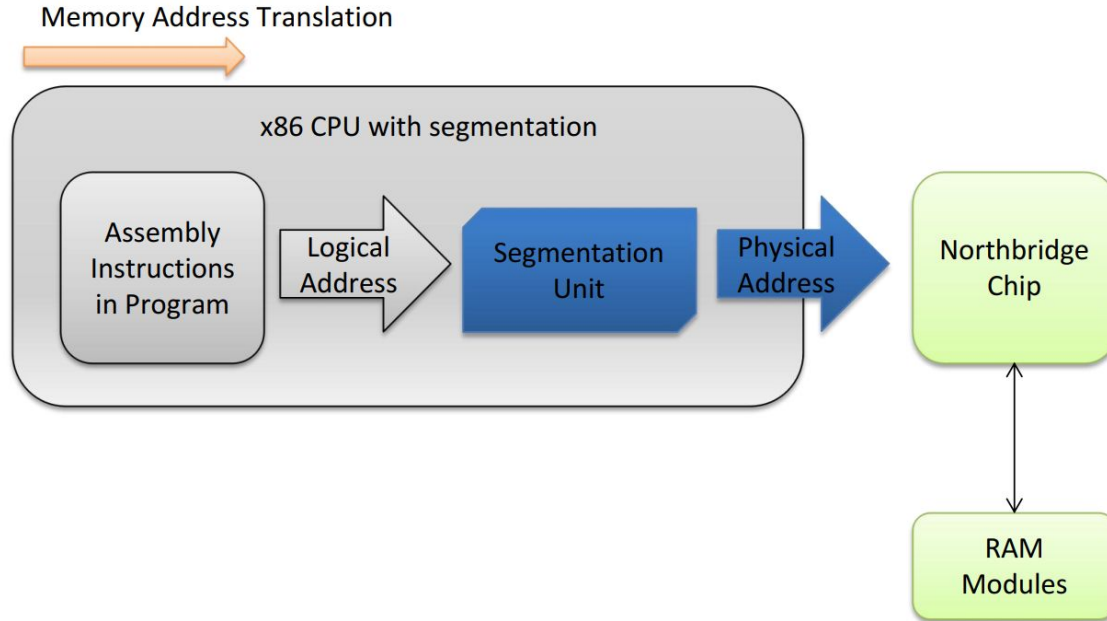 Memory Address Translation
x86 CPU with segmentation
Assembly
Instructions
in Program
Logical
Address
Segmentation
Unit
Physical
Address
Northbridge
Chip
RAM
Modules